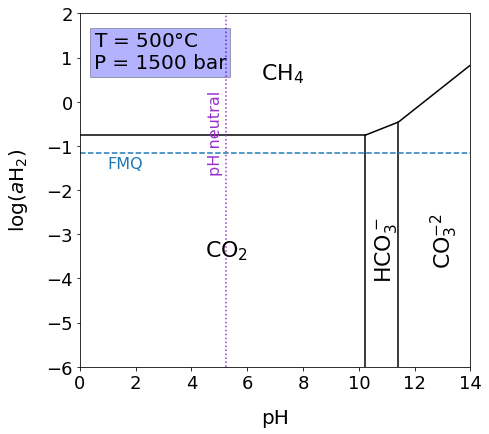 T = 500°C
P = 1500 bar
CH₄
pH neutral
FMQ
CO₂
HCO₃⁻
CO₃⁻²
log(aH₂)
2
1
0
−1
−2
−3
−4
−5
−6
0 2 4 6 8 10 12 14
pH